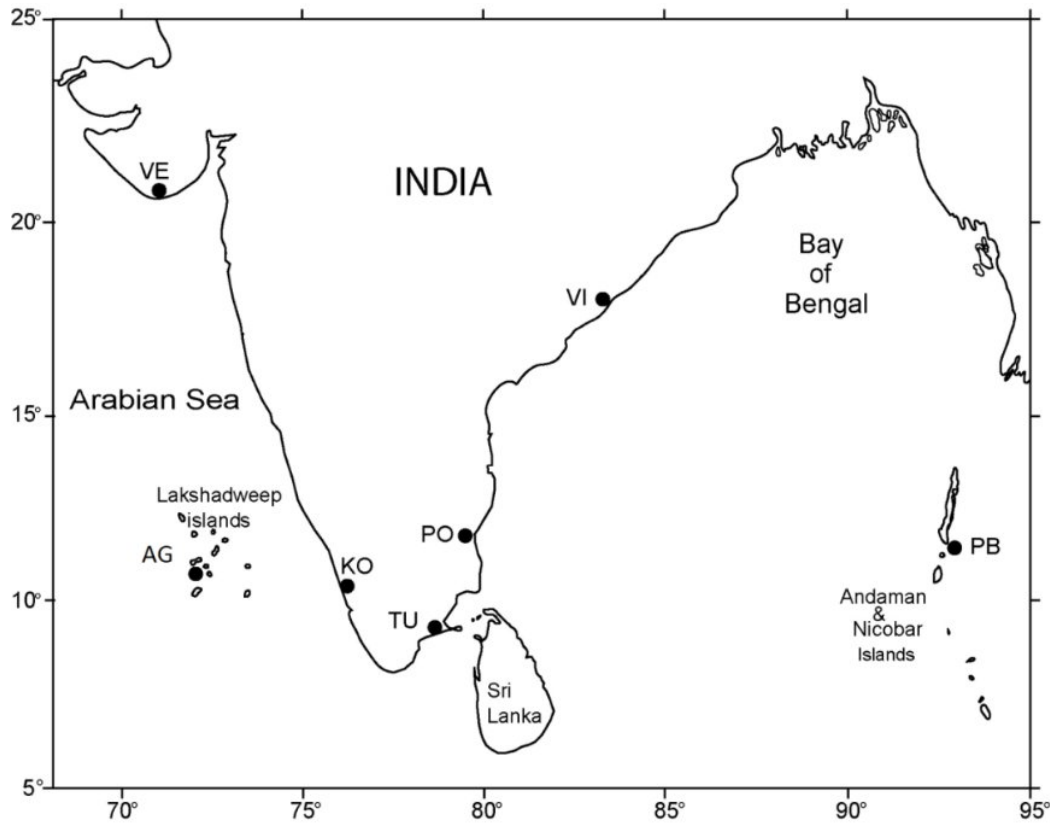 25°
VE
INDIA
20°
Bay
of
Bengal
VI
Arabian Sea
15°
Lakshadweep
islands
PO
AG
KO
PB
10°
TU
Andaman
&
Nicobar
Islands
Sri
Lanka
5°
70°
75°
80°
85°
90°
95°